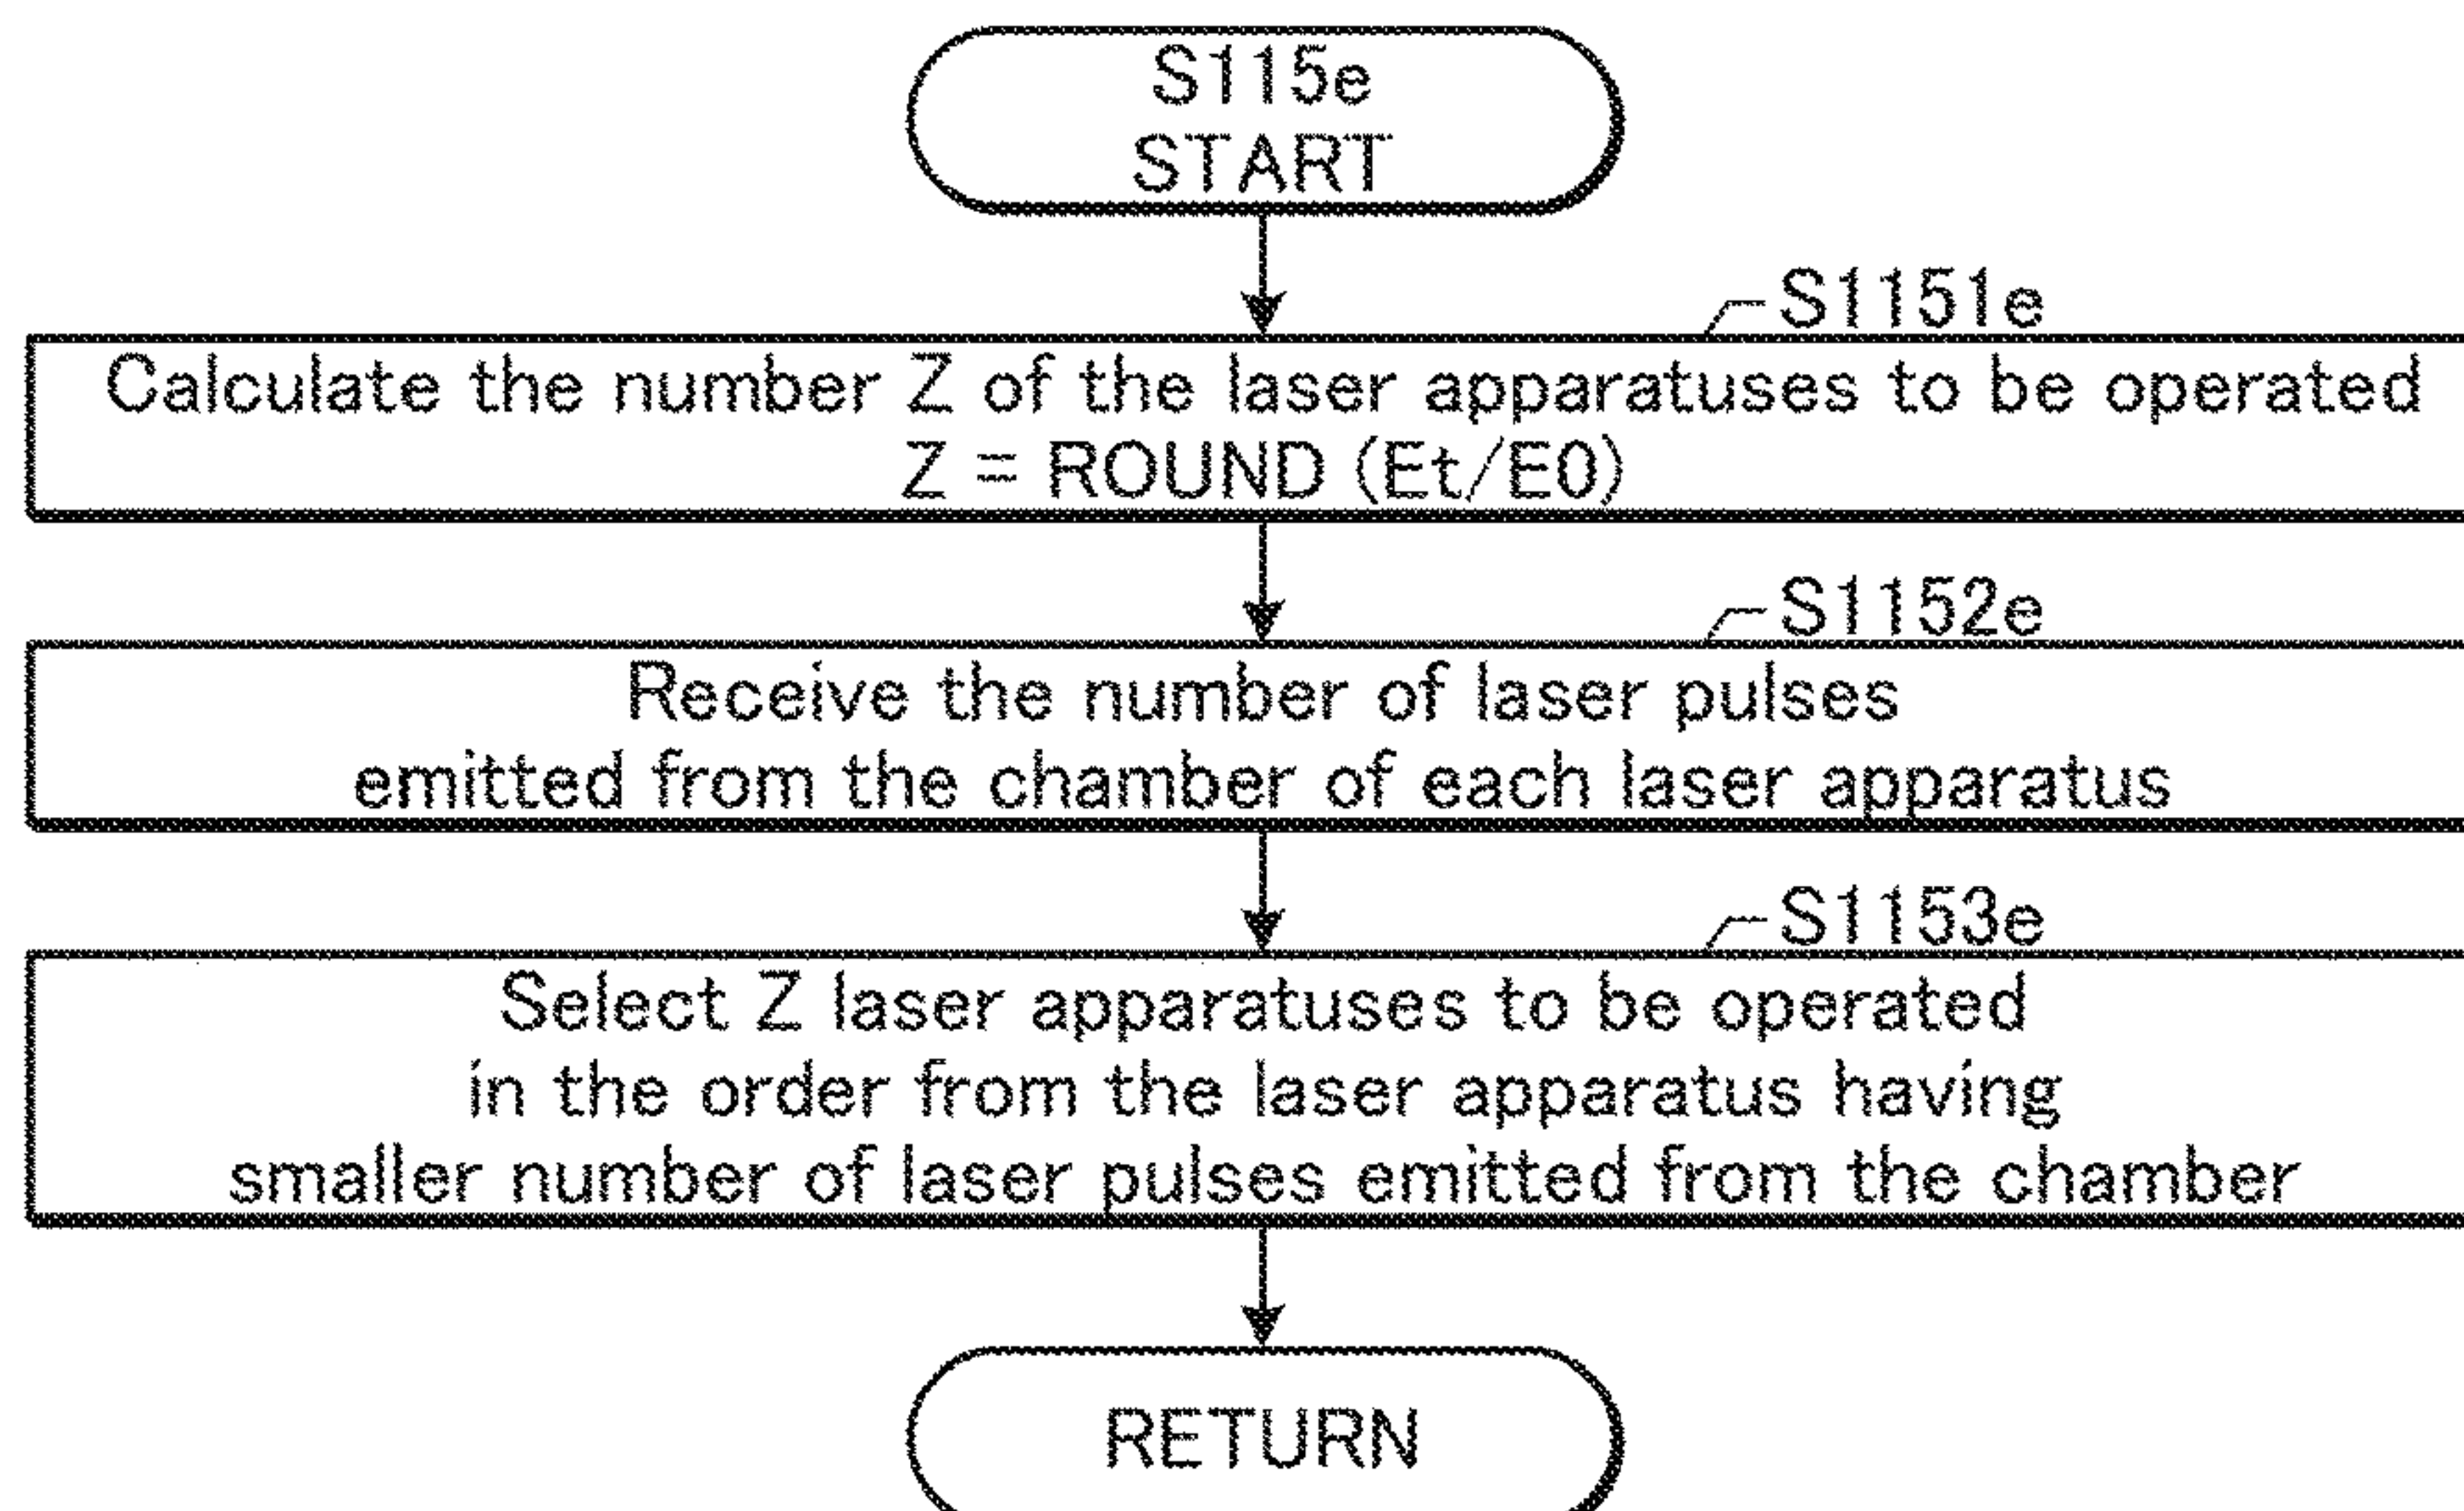 S115e
START
S1151e
Calculate the number Z of the laser apparatuses to be operated
Z = ROUND (Et/E0)
S1152e
Receive the number of laser pulses
emitted from the chamber of each laser apparatus
S1153e
Select Z laser apparatuses to be operated
in the order from the laser apparatus having
smaller number of laser pulses emitted from the chamber
RETURN